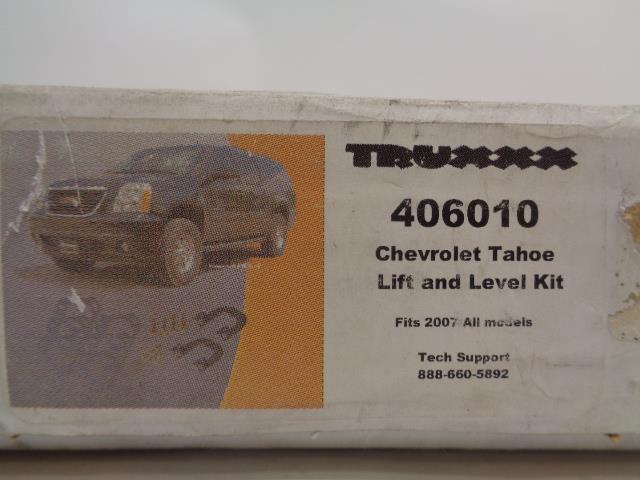 TRUXXX
406010
Chevrolet Tahoe
Lift and Level Kit
Fits 2007 All models
Tech Support
888-660-5892